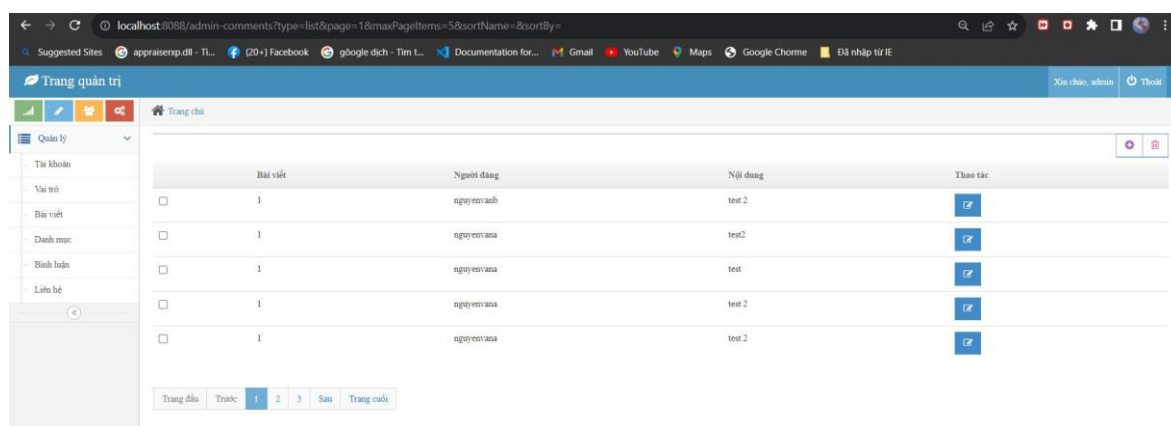 localhost:8088/admin-comments?type=list&page=1&maxPageItems=5&sortName=&sortBy=
Suggested Sites appraiserxp.dll - Ti... (20+) Facebook gôogle dịch - Tìm t... Documentation for... Gmail YouTube Maps Google Chorme Đã nhập từ IE
Trang quản trị Xin chào, admin Thoát
Trang chủ
Quản lý
Tài khoản
Vai trò
Bài viết
Danh mục
Bình luận
Liên hệ
Bài viết Người đăng Nội dung Thao tác
1 nguyenvanb test 2
1 nguyenvana test2
1 nguyenvana test
1 nguyenvana test 2
1 nguyenvana test 2
Trang đầu Trước 1 2 3 Sau Trang cuối